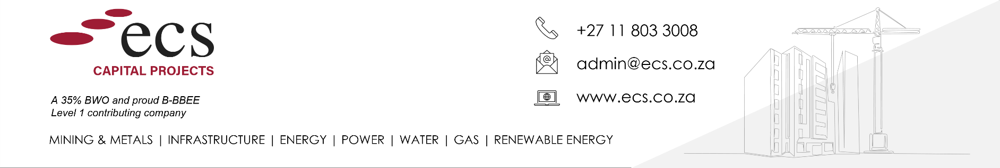 ecs
CAPITAL PROJECTS
A 35% BWO and proud B-BBEE
Level 1 contributing company
+27 11 803 3008
admin@ecs.co.za
www.ecs.co.za
MINING & METALS | INFRASTRUCTURE | ENERGY | POWER | WATER | GAS | RENEWABLE ENERGY